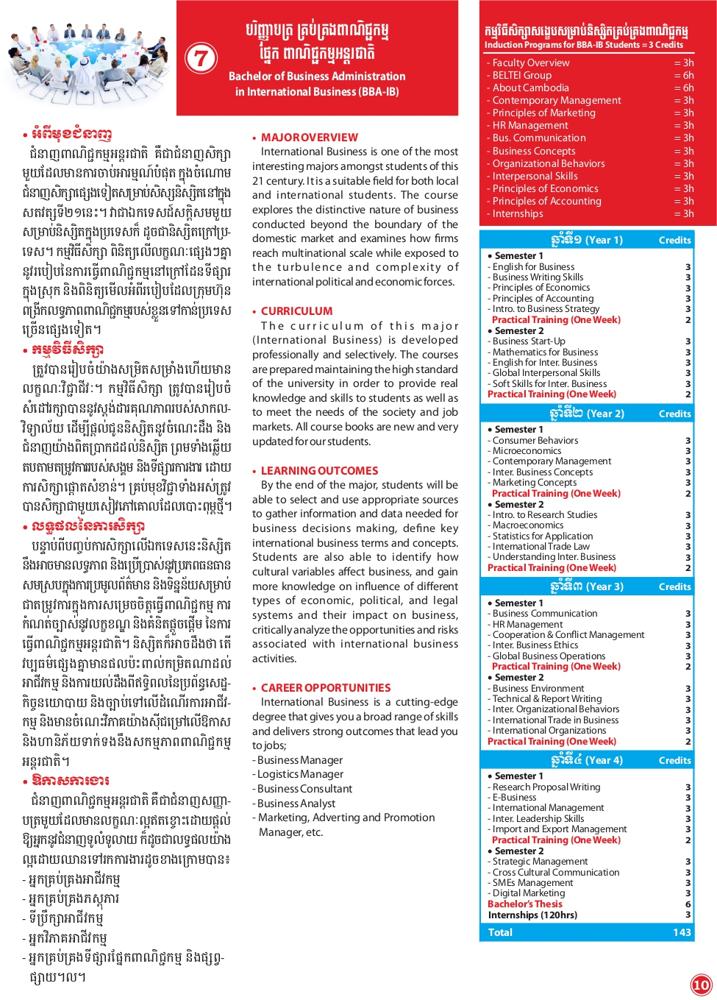 បរិញ្ញាបត្រ គ្រប់គ្រងពាណិជ្ជកម្ម
ផ្នែក ពាណិជ្ជកម្មអន្តរជាតិ
7
Bachelor of Business Administration
in International Business (BBA-IB)
• អំពីមុខជំនាញ
ជំនាញពាណិជ្ជកម្មអន្តរជាតិ គឺជាជំនាញសិក្សា
មួយដែលមានការចាប់អារម្មណ៍បំផុត ក្នុងចំណោម
ជំនាញសិក្សាផ្សេងទៀតសម្រាប់សិស្សនិស្សិតនៅក្នុង
សតវត្សទី២១នេះ។ វាជាឯកទេសដ៏សក្តិសមមួយ
សម្រាប់និស្សិតក្នុងប្រទេសក៏ ដូចជានិស្សិតក្រៅប្រ-
ទេស។ កម្មវិធីសិក្សា ពិនិត្យលើលក្ខណៈផ្សេងៗគ្នា
នូវរបៀបនៃការធ្វើពាណិជ្ជកម្មនៅក្រៅដែនទីផ្សារ
ក្នុងស្រុក និងពិនិត្យមើលអំពីរបៀបដែលក្រុមហ៊ុន
ពង្រីកលទ្ធភាពពាណិជ្ជកម្មរបស់ខ្លួនទៅកាន់ប្រទេស
ច្រើនផ្សេងទៀត។
• កម្មវិធីសិក្សា
ត្រូវបានរៀបចំយ៉ាងសម្រិតសម្រាំងហើយមាន
លក្ខណៈវិជ្ជាជីវៈ។ កម្មវិធីសិក្សា ត្រូវបានរៀបចំ
សំដៅរក្សាបាននូវស្តង់ដារគុណភាពរបស់សាកល-
វិទ្យាល័យ ដើម្បីផ្តល់ជូននិស្សិតនូវចំណេះដឹង និង
ជំនាញយ៉ាងពិតប្រាកដដល់និស្សិត ព្រមទាំងឆ្លើយ
តបតាមតម្រូវការរបស់សង្គម និងទីផ្សារការងារ ដោយ
ការសិក្សាផ្តោតសំខាន់។ គ្រប់មុខវិជ្ជាទាំងអស់ត្រូវ
បានសិក្សាជាមួយសៀវភៅគោលដែលបោះពុម្ពថ្មី។
• លទ្ធផលនៃការសិក្សា
បន្ទាប់ពីបញ្ចប់ការសិក្សាលើឯកទេសនេះនិស្សិត
នឹងអាចមានលទ្ធភាព និងប្រើប្រាស់នូវប្រភពធនធាន
សមស្របក្នុងការប្រមូលព័ត៌មាន និងទិន្នន័យសម្រាប់
ជាតម្រូវការក្នុងការសម្រេចចិត្តធ្វើពាណិជ្ជកម្ម ការ
កំណត់ច្បាស់នូវលក្ខខណ្ឌ និងគំនិតផ្តួចផ្តើម នៃការ
ធ្វើពាណិជ្ជកម្មអន្តរជាតិ។ និស្សិតក៏អាចដឹងថា តើ
វប្បធម៌ផ្សេងគ្នាមានផលប៉ះពាល់កម្រិតណាដល់
អាជីវកម្ម និងការយល់ដឹងពីឥទ្ធិពលនៃប្រព័ន្ធសេដ្ឋ-
កិច្ចនយោបាយ និងច្បាប់ទៅលើដំណើរការអាជីវ-
កម្ម និងមានចំណេះវិភាគយ៉ាងស៊ីជម្រៅលើឱកាស
និងហានិភ័យទាក់ទងនឹងសកម្មភាពពាណិជ្ជកម្ម
អន្តរជាតិ។
• ឱកាសការងារ
ជំនាញពាណិជ្ជកម្មអន្តរជាតិ គឺជាជំនាញសញ្ញា-
បត្រមួយដែលមានលក្ខណៈល្អឥតខ្ចោះដោយផ្តល់
ឱ្យអ្នកនូវជំនាញទូលំទូលាយ ក៏ដូចជាលទ្ធផលយ៉ាង
ល្អដោយឈានទៅរកការងារដូចខាងក្រោមបាន៖
- អ្នកគ្រប់គ្រងអាជីវកម្ម
- អ្នកគ្រប់គ្រងភស្តុភារ
- ទីប្រឹក្សាអាជីវកម្ម
- អ្នកវិភាគអាជីវកម្ម
- អ្នកគ្រប់គ្រងទីផ្សារផ្នែកពាណិជ្ជកម្ម និងផ្សព្វ-
ផ្សាយ។ល។
• MAJOR OVERVIEW
International Business is one of the most
interesting majors amongst students of this
21 century. It is a suitable field for both local
and international students. The course
explores the distinctive nature of business
conducted beyond the boundary of the
domestic market and examines how firms
reach multinational scale while exposed to
the turbulence and complexity of
international political and economic forces.
• CURRICULUM
The curriculum of this major
(International Business) is developed
professionally and selectively. The courses
are prepared maintaining the high standard
of the university in order to provide real
knowledge and skills to students as well as
to meet the needs of the society and job
markets. All course books are new and very
updated for our students.
• LEARNING OUTCOMES
By the end of the major, students will be
able to select and use appropriate sources
to gather information and data needed for
business decisions making, define key
international business terms and concepts.
Students are also able to identify how
cultural variables affect business, and gain
more knowledge on influence of different
types of economic, political, and legal
systems and their impact on business,
critically analyze the opportunities and risks
associated with international business
activities.
• CAREER OPPORTUNITIES
International Business is a cutting-edge
degree that gives you a broad range of skills
and delivers strong outcomes that lead you
to jobs;
- Business Manager
- Logistics Manager
- Business Consultant
- Business Analyst
- Marketing, Adverting and Promotion
Manager, etc.
កម្មវិធីសិក្សាសង្ខេបសម្រាប់និស្សិតគ្រប់គ្រងពាណិជ្ជកម្ម
Induction Programs for BBA-IB Students = 3 Credits
- Faculty Overview = 3h
- BELTEI Group = 6h
- About Cambodia = 6h
- Contemporary Management = 3h
- Principles of Marketing = 3h
- HR Management = 3h
- Bus. Communication = 3h
- Business Concepts = 3h
- Organizational Behaviors = 3h
- Interpersonal Skills = 3h
- Principles of Economics = 3h
- Principles of Accounting = 3h
- Internships = 3h
ឆ្នាំទី១ (Year 1) Credits
• Semester 1
- English for Business 3
- Business Writing Skills 3
- Principles of Economics 3
- Principles of Accounting 3
- Intro. to Business Strategy 3
Practical Training (One Week) 2
• Semester 2
- Business Start-Up 3
- Mathematics for Business 3
- English for Inter. Business 3
- Global Interpersonal Skills 3
- Soft Skills for Inter. Business 3
Practical Training (One Week) 2
ឆ្នាំទី២ (Year 2) Credits
• Semester 1
- Consumer Behaviors 3
- Microeconomics 3
- Contemporary Management 3
- Inter. Business Concepts 3
- Marketing Concepts 3
Practical Training (One Week) 2
• Semester 2
- Intro. to Research Studies 3
- Macroeconomics 3
- Statistics for Application 3
- International Trade Law 3
- Understanding Inter. Business 3
Practical Training (One Week) 2
ឆ្នាំទី៣ (Year 3) Credits
• Semester 1
- Business Communication 3
- HR Management 3
- Cooperation & Conflict Management 3
- Inter. Business Ethics 3
- Global Business Operations 3
Practical Training (One Week) 2
• Semester 2
- Business Environment 3
- Technical & Report Writing 3
- Inter. Organizational Behaviors 3
- International Trade in Business 3
- International Organizations 3
Practical Training (One Week) 2
ឆ្នាំទី៤ (Year 4) Credits
• Semester 1
- Research Proposal Writing 3
- E-Business 3
- International Management 3
- Inter. Leadership Skills 3
- Import and Export Management 3
Practical Training (One Week) 2
• Semester 2
- Strategic Management 3
- Cross Cultural Communication 3
- SMEs Management 3
- Digital Marketing 3
Bachelor's Thesis 6
Internships (120hrs) 3
Total 143
10